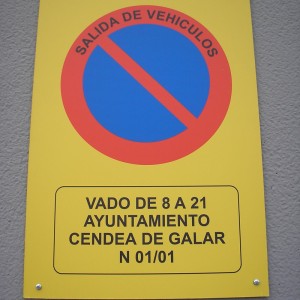 SALIDA DE VEHICULOS
VADO DE 8 A 21
AYUNTAMIENTO
CENDEA DE GALAR
N 01/01